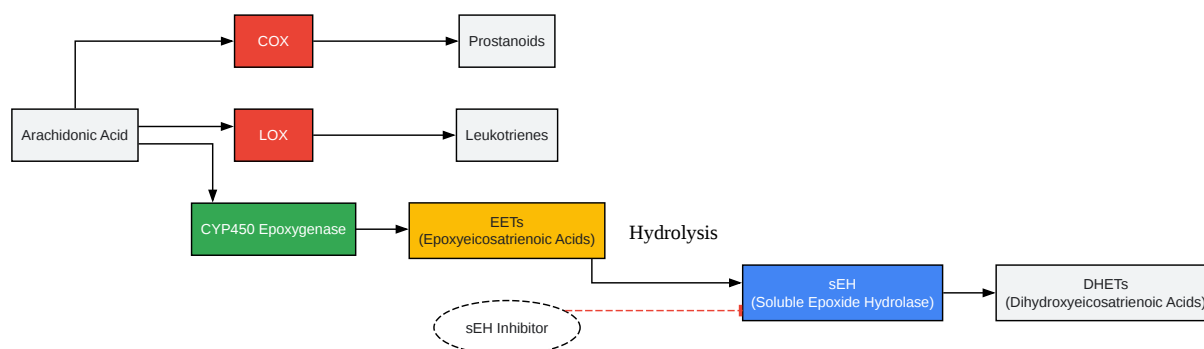 COX
Prostanoids
Arachidonic Acid
LOX
Leukotrienes
CYP450 Epoxygenase
EETs
(Epoxyeicosatrienoic Acids)
Hydrolysis
sEH
(Soluble Epoxide Hydrolase)
DHETs
(Dihydroxyeicosatrienoic Acids)
sEH Inhibitor